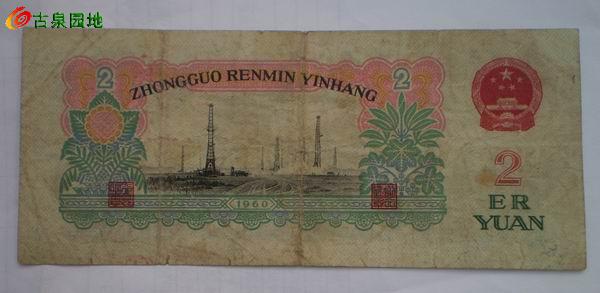 古泉园地
2
2
ZHONGGUO RENMIN YINHANG
1960
2
ER
YUAN